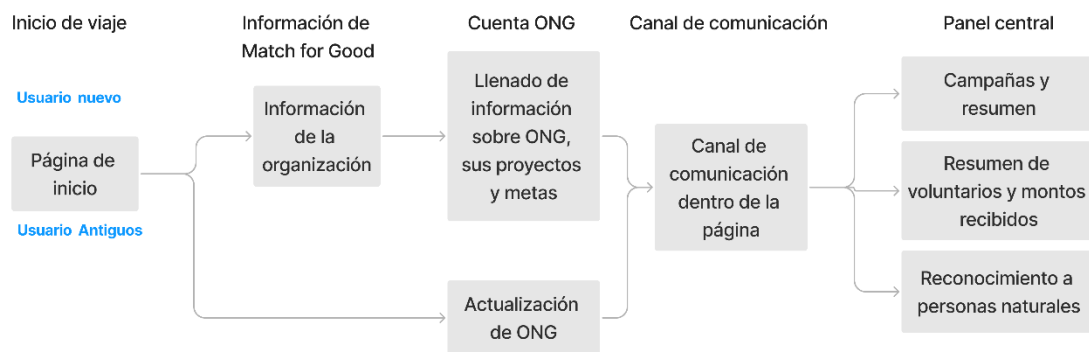 Inicio de viaje
Información de
Match for Good
Cuenta ONG
Canal de comunicación
Panel central
Usuario nuevo
Página de
inicio
Usuario Antiguos
Información
de la
organización
Llenado de
información
sobre ONG,
sus proyectos
y metas
Actualización
de ONG
Canal de
comunicación
dentro de la
página
Campañas y
resumen
Resumen de
voluntarios y montos
recibidos
Reconocimiento a
personas naturales